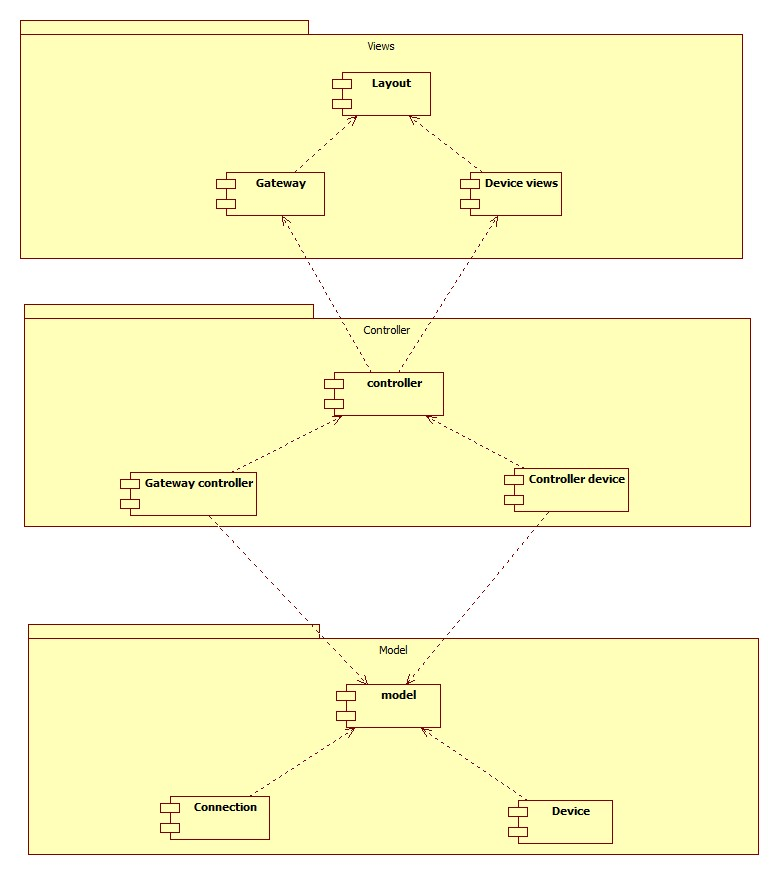 Views
Layout
Gateway
Device views
Controller
controller
Gateway controller
Controller device
Model
model
Connection
Device